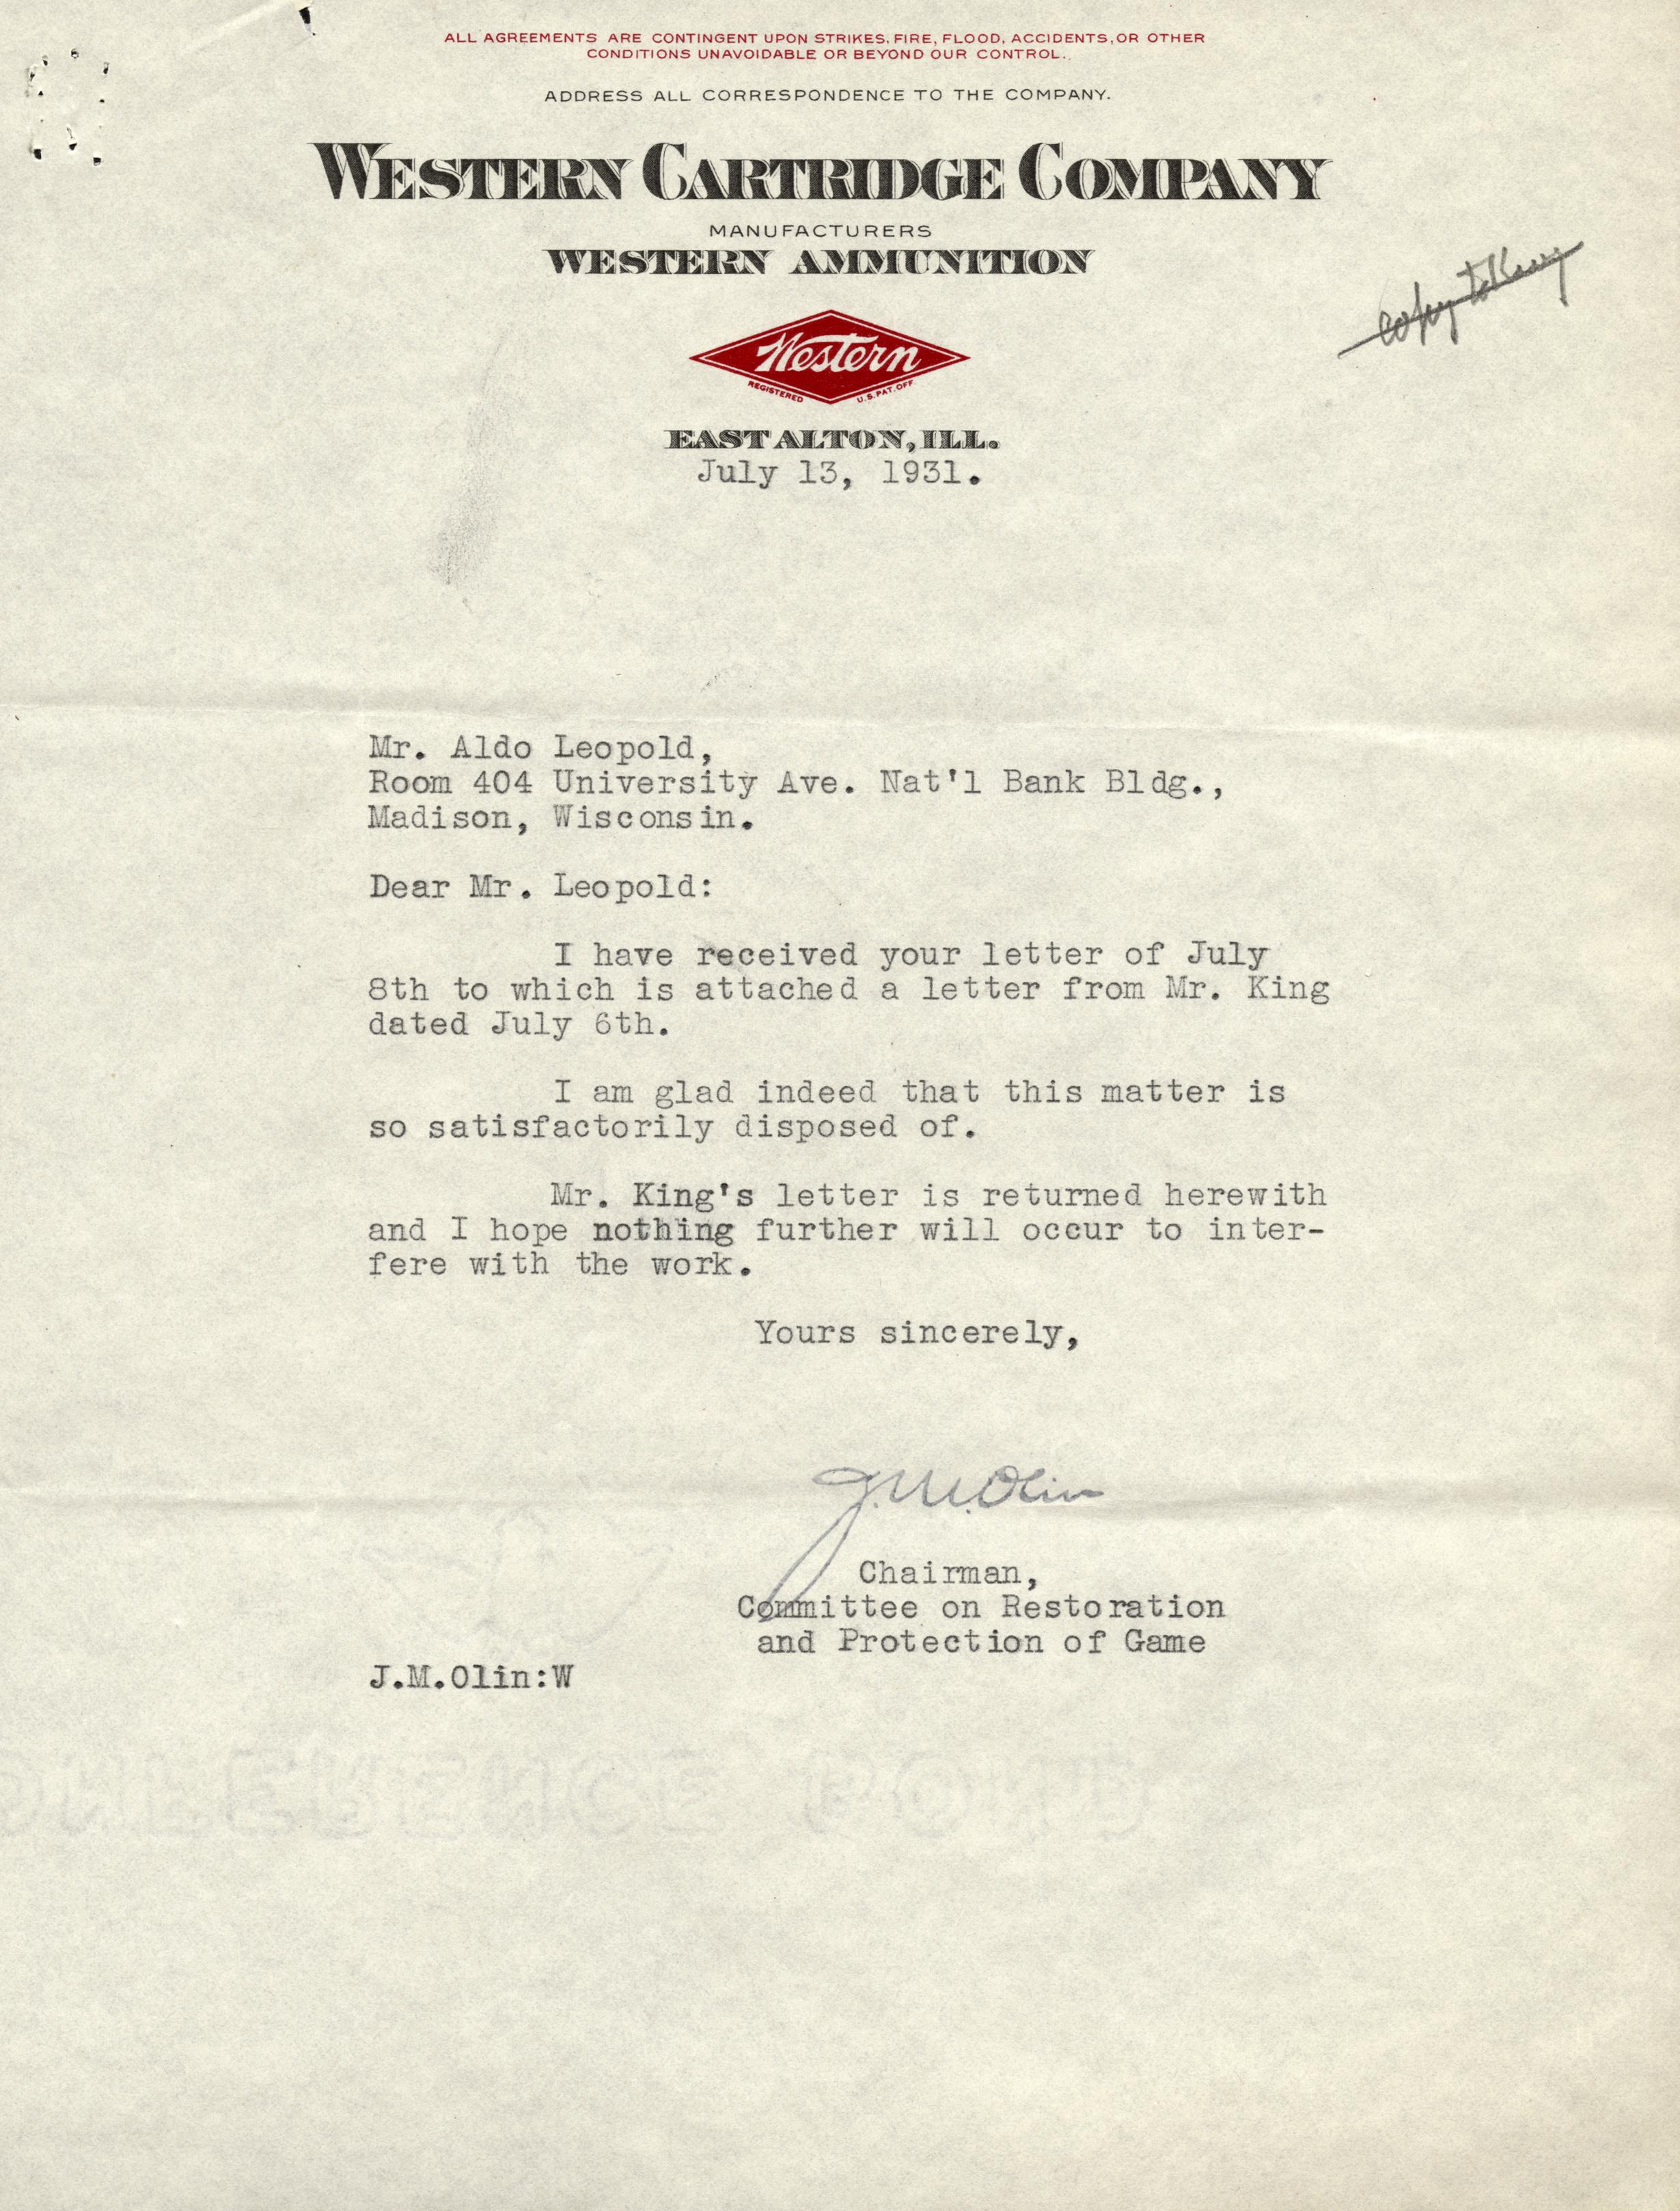 ALL AGREEMENTS ARE CONTINGENT UPON STRIKES, FIRE, FLOOD, ACCIDENTS, OR OTHER
CONDITIONS UNAVOIDABLE OR BEYOND OUR CONTROL.
ADDRESS ALL CORRESPONDENCE TO THE COMPANY.
WESTERN CARTRIDGE COMPANY
MANUFACTURERS
WESTERN AMMUNITION
copy to King
Western
REGISTERED U.S. PAT. OFF
EAST ALTON, ILL.
July 13, 1931.
Mr. Aldo Leopold,
Room 404 University Ave. Nat'l Bank Bldg.,
Madison, Wisconsin.
Dear Mr. Leopold:
I have received your letter of July
8th to which is attached a letter from Mr. King
dated July 6th.
I am glad indeed that this matter is
so satisfactorily disposed of.
Mr. King's letter is returned herewith
and I hope nothing further will occur to inter-
fere with the work.
Yours sincerely,
J.M. Olin
Chairman,
Committee on Restoration
and Protection of Game
J.M.Olin:W